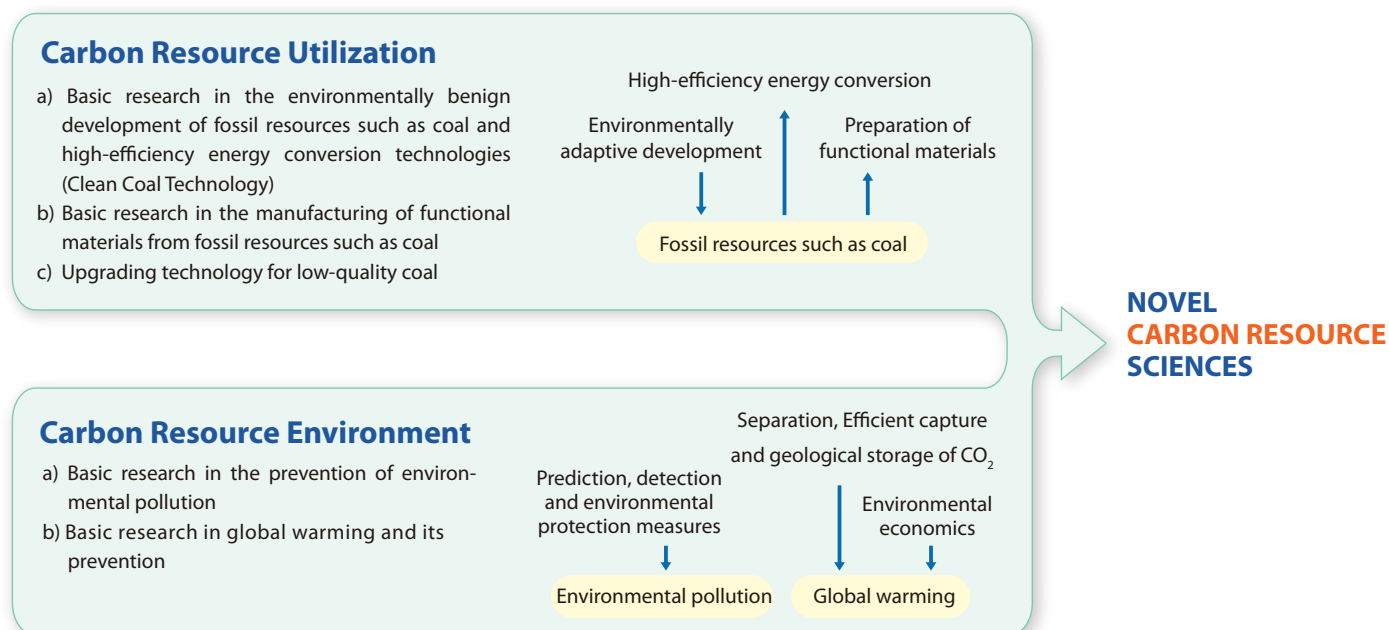 Carbon Resource Utilization
a) Basic research in the environmentally benign
development of fossil resources such as coal and
high-efficiency energy conversion technologies
(Clean Coal Technology)
b) Basic research in the manufacturing of functional
materials from fossil resources such as coal
c) Upgrading technology for low-quality coal
High-efficiency energy conversion
Environmentally
adaptive development
Preparation of
functional materials
Fossil resources such as coal
Carbon Resource Environment
a) Basic research in the prevention of environ-
mental pollution
b) Basic research in global warming and its
prevention
Separation, Efficient capture
and geological storage of CO₂
Prediction, detection
and environmental
protection measures
Environmental
economics
Environmental pollution
Global warming
NOVEL
CARBON RESOURCE
SCIENCES